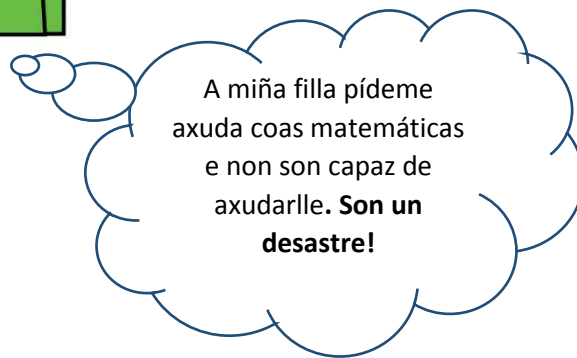 A miña filla pídeme
axuda coas matemáticas
e non son capaz de
axudarlle. Son un
desastre!